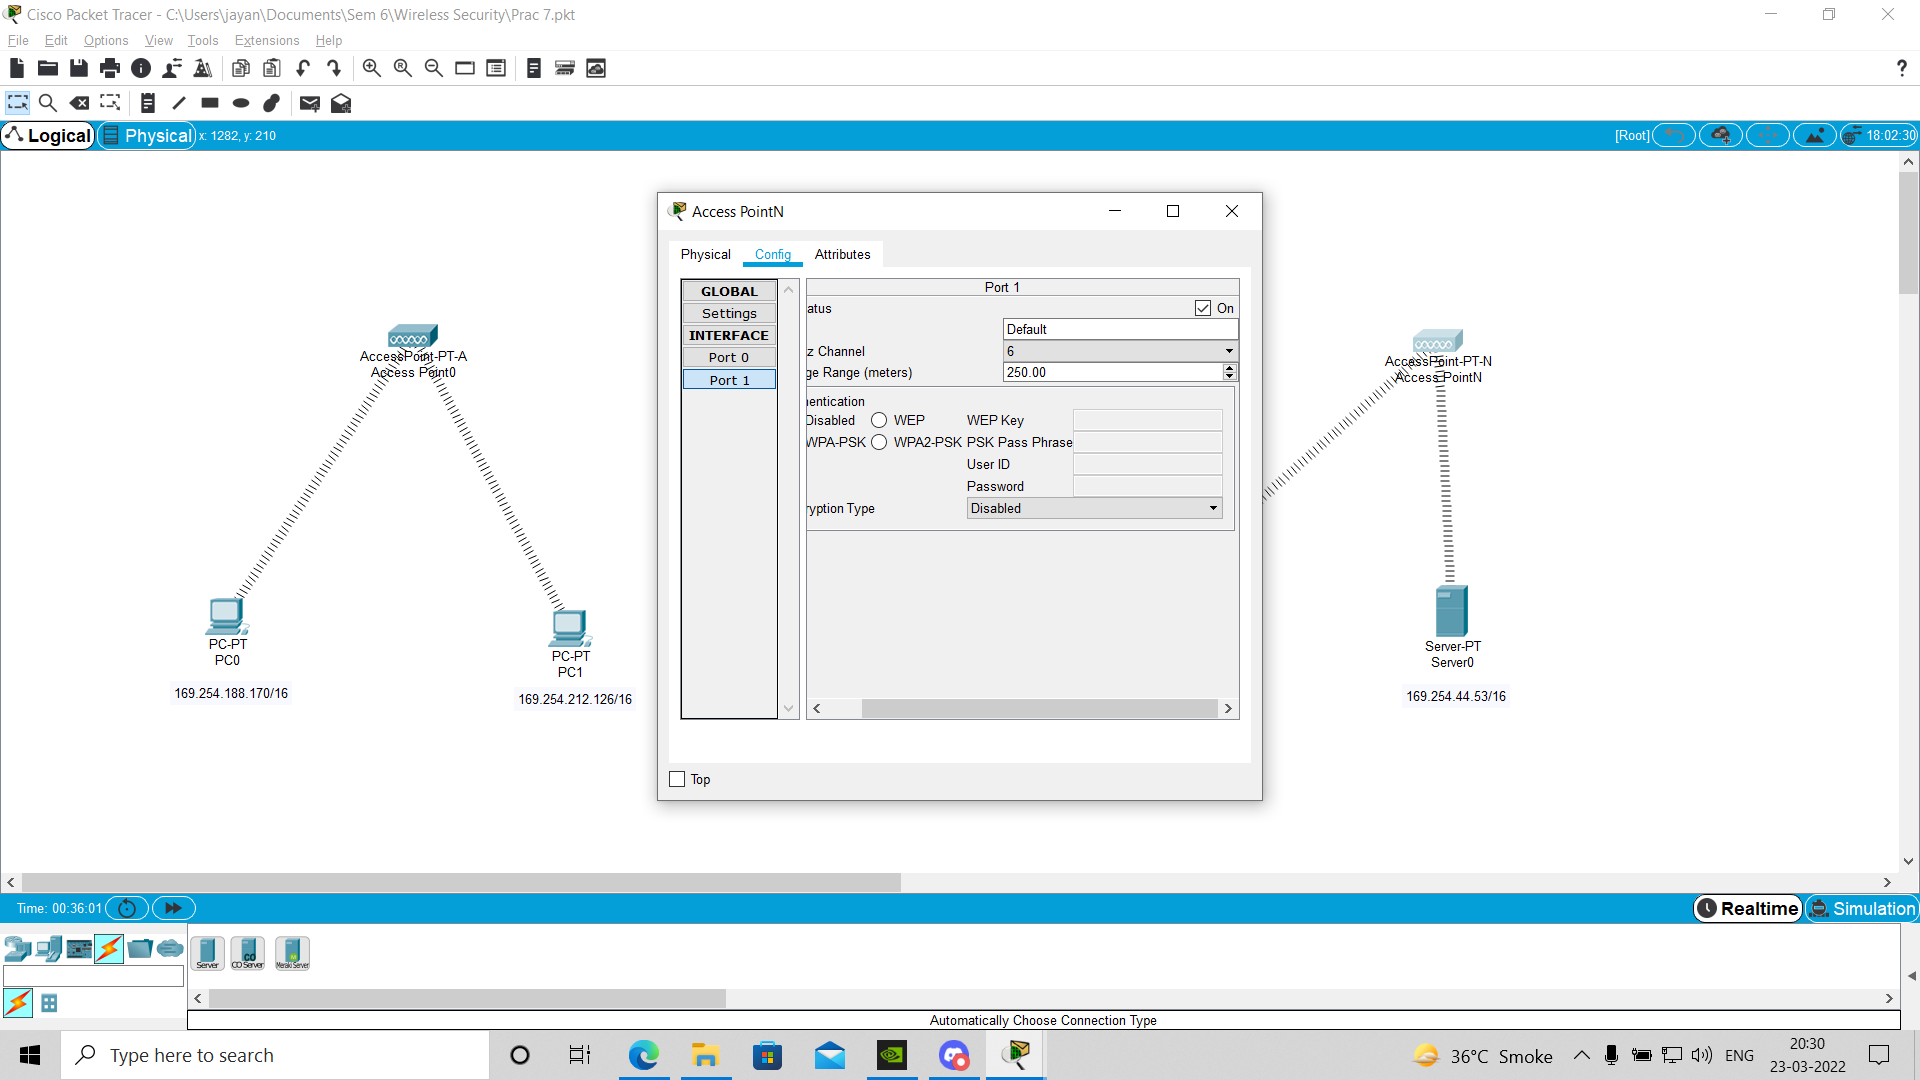 Cisco Packet Tracer - C:\Users\jayan\Documents\Sem 6\Wireless Security\Prac 7.pkt
File Edit Options View Tools Extensions Help
?
Logical Physical x: 1282, y: 210 [Root] 18:02:30
Access PointN
Physical Config Attributes
GLOBAL
Settings
INTERFACE
Port 0
Port 1
Port 1
atus On
Default
z Channel 6
ge Range (meters) 250.00
entication
Disabled WEP WEP Key
WPA-PSK WPA2-PSK PSK Pass Phrase
User ID
Password
ryption Type Disabled
Top
AccessPoint-PT-A
Access Point0
AccessPoint-PT-N
Access PointN
PC-PT
PC0
169.254.188.170/16
PC-PT
PC1
169.254.212.126/16
Server-PT
Server0
169.254.44.53/16
Time: 00:36:01 Realtime Simulation
Server CO Server Meraki Server
Automatically Choose Connection Type
Type here to search
36°C Smoke ENG
20:30
23-03-2022